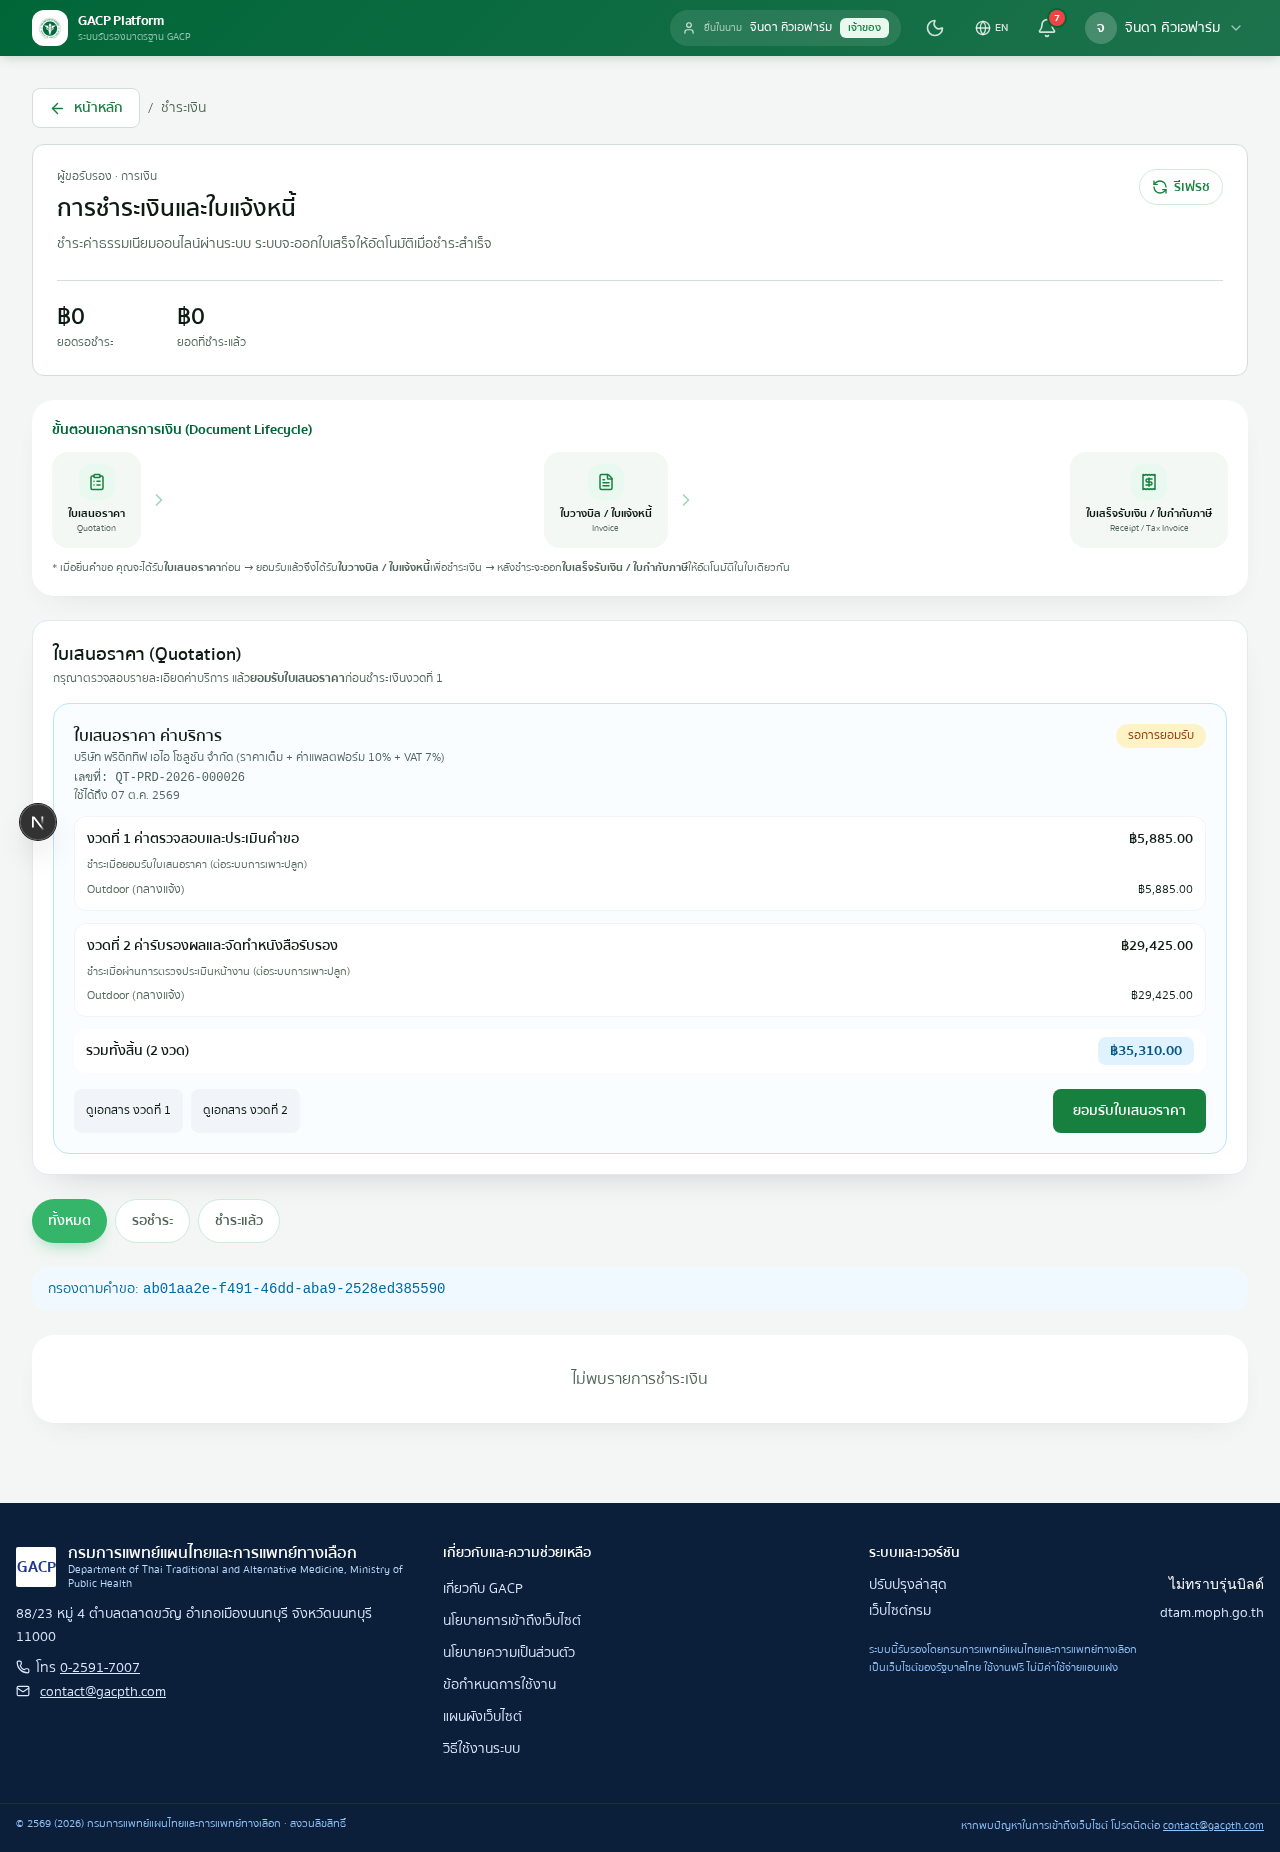 GACP Platform
ระบบรับรองมาตรฐาน GACP
ยื่นในนาม จินดา คิวเอฟาร์ม เจ้าของ
EN
7
จ จินดา คิวเอฟาร์ม
หน้าหลัก / ชำระเงิน
ผู้ขอรับรอง · การเงิน
การชำระเงินและใบแจ้งหนี้
รีเฟรช
ชำระค่าธรรมเนียมออนไลน์ผ่านระบบ ระบบจะออกใบเสร็จให้อัตโนมัติเมื่อชำระสำเร็จ
฿0 ฿0
ยอดรอชำระ ยอดที่ชำระแล้ว
ขั้นตอนเอกสารการเงิน (Document Lifecycle)
ใบเสนอราคา
Quotation
ใบวางบิล / ใบแจ้งหนี้
Invoice
ใบเสร็จรับเงิน / ใบกำกับภาษี
Receipt / Tax Invoice
* เมื่อยื่นคำขอ คุณจะได้รับใบเสนอราคาก่อน → ยอมรับแล้วจึงได้รับใบวางบิล / ใบแจ้งหนี้เพื่อชำระเงิน → หลังชำระจะออกใบเสร็จรับเงิน / ใบกำกับภาษีให้อัตโนมัติในใบเดียวกัน
ใบเสนอราคา (Quotation)
กรุณาตรวจสอบรายละเอียดค่าบริการ แล้วยอมรับใบเสนอราคาก่อนชำระเงินงวดที่ 1
ใบเสนอราคา ค่าบริการ
รอการยอมรับ
บริษัท พรีดิกทิฟ เอไอ โซลูชัน จำกัด (ราคาเต็ม + ค่าแพลตฟอร์ม 10% + VAT 7%)
เลขที่: QT-PRD-2026-000026
ใช้ได้ถึง 07 ต.ค. 2569
งวดที่ 1 ค่าตรวจสอบและประเมินคำขอ ฿5,885.00
ชำระเมื่อยอมรับใบเสนอราคา (ต่อระบบการเพาะปลูก)
Outdoor (กลางแจ้ง) ฿5,885.00
งวดที่ 2 ค่ารับรองผลและจัดทำหนังสือรับรอง ฿29,425.00
ชำระเมื่อผ่านการตรวจประเมินหน้างาน (ต่อระบบการเพาะปลูก)
Outdoor (กลางแจ้ง) ฿29,425.00
รวมทั้งสิ้น (2 งวด) ฿35,310.00
ดูเอกสาร งวดที่ 1 ดูเอกสาร งวดที่ 2 ยอมรับใบเสนอราคา
ทั้งหมด รอชำระ ชำระแล้ว
กรองตามคำขอ: ab01aa2e-f491-46dd-aba9-2528ed385590
ไม่พบรายการชำระเงิน
GACP
กรมการแพทย์แผนไทยและการแพทย์ทางเลือก
Department of Thai Traditional and Alternative Medicine, Ministry of
Public Health
88/23 หมู่ 4 ตำบลตลาดขวัญ อำเภอเมืองนนทบุรี จังหวัดนนทบุรี
11000
โทร 0-2591-7007
contact@gacpth.com
เกี่ยวกับและความช่วยเหลือ
เกี่ยวกับ GACP
นโยบายการเข้าถึงเว็บไซต์
นโยบายความเป็นส่วนตัว
ข้อกำหนดการใช้งาน
แผนผังเว็บไซต์
วิธีใช้งานระบบ
ระบบและเวอร์ชัน
ปรับปรุงล่าสุด ไม่ทราบรุ่นบิลด์
เว็บไซต์กรม dtam.moph.go.th
ระบบนี้รับรองโดยกรมการแพทย์แผนไทยและการแพทย์ทางเลือก
เป็นเว็บไซต์ของรัฐบาลไทย ใช้งานฟรี ไม่มีค่าใช้จ่ายแอบแฝง
© 2569 (2026) กรมการแพทย์แผนไทยและการแพทย์ทางเลือก · สงวนลิขสิทธิ์
หากพบปัญหาในการเข้าถึงเว็บไซต์ โปรดติดต่อ contact@gacpth.com